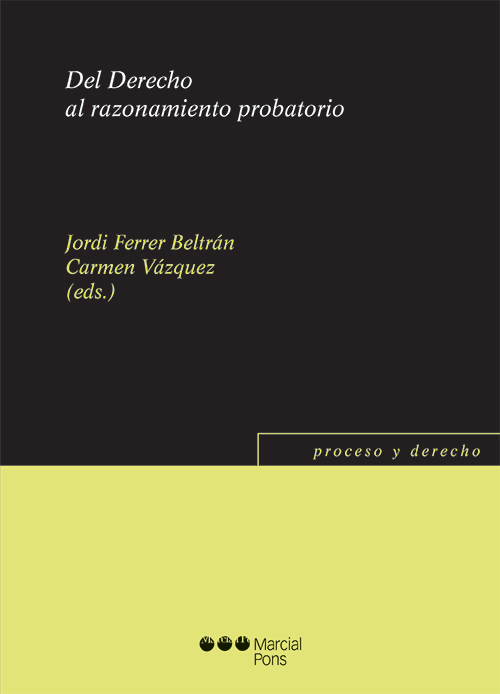 Del Derecho
al razonamiento probatorio
Jordi Ferrer Beltrán
Carmen Vázquez
(eds.)
proceso y derecho
Marcial
Pons